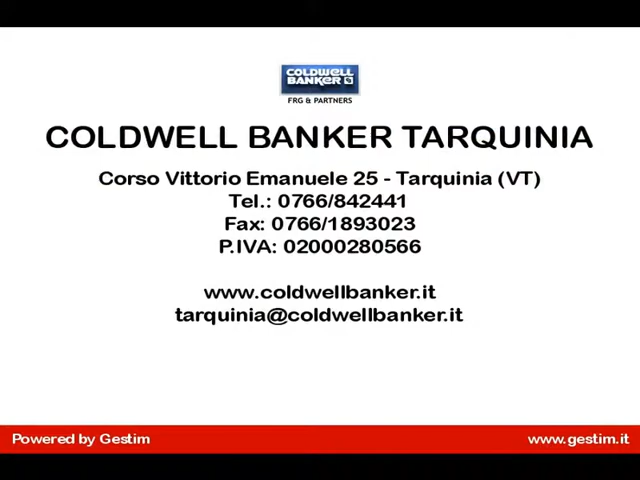 COLDWELL
BANKER
FRG & PARTNERS
COLDWELL BANKER TARQUINIA
Corso Vittorio Emanuele 25 - Tarquinia (VT)
Tel.: 0766/842441
Fax: 0766/1893023
P.IVA: 02000280566
www.coldwellbanker.it
tarquinia@coldwellbanker.it
Powered by Gestim www.gestim.it